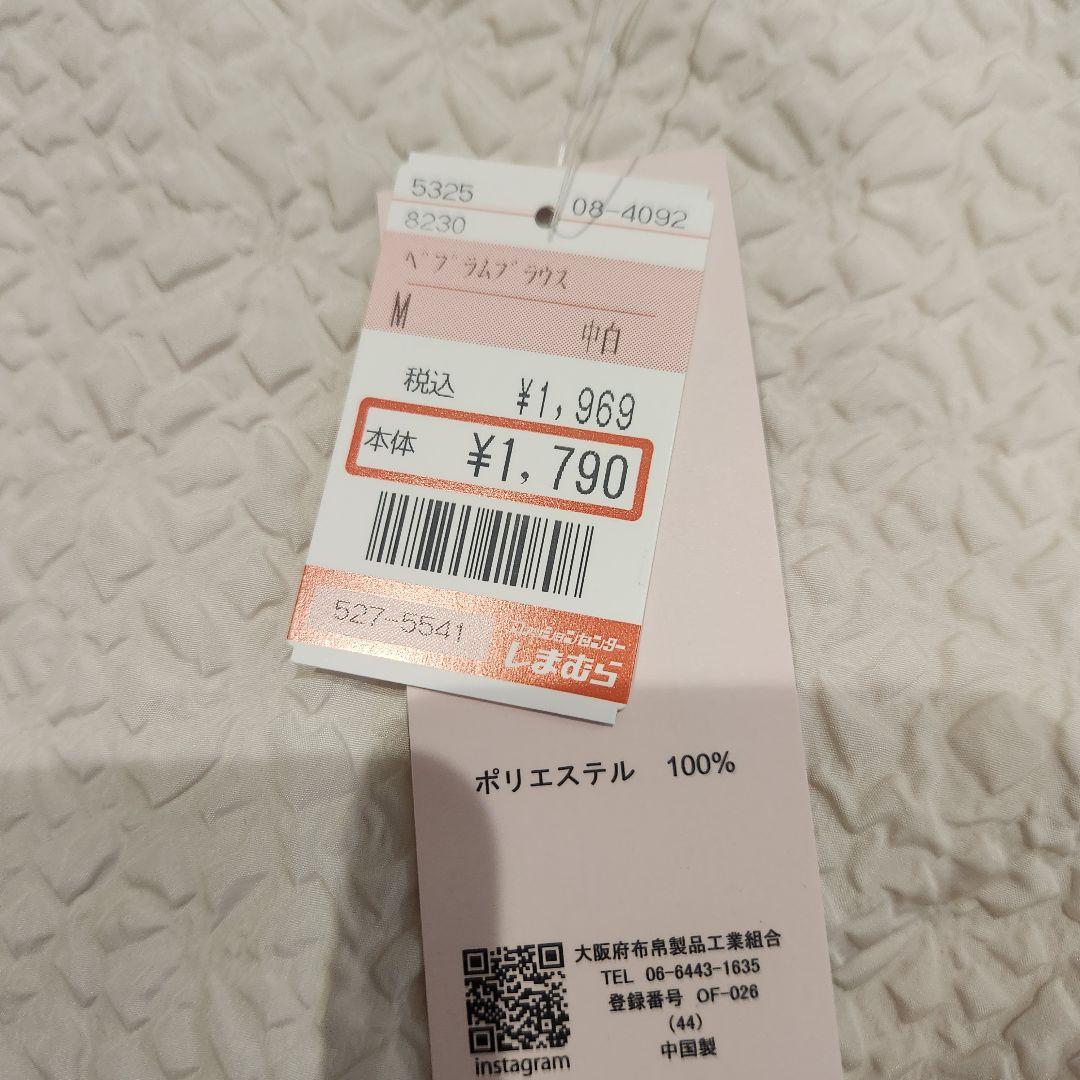 5325
08-4092
8230
ペプラムブラウス
M 中白
税込 ¥1,969
本体 ¥1,790
527-5541
ファッションセンター
しまむら
ポリエステル 100%
大阪府布帛製品工業組合
TEL 06-6443-1635
登録番号 OF-026
(44)
中国製
instagram